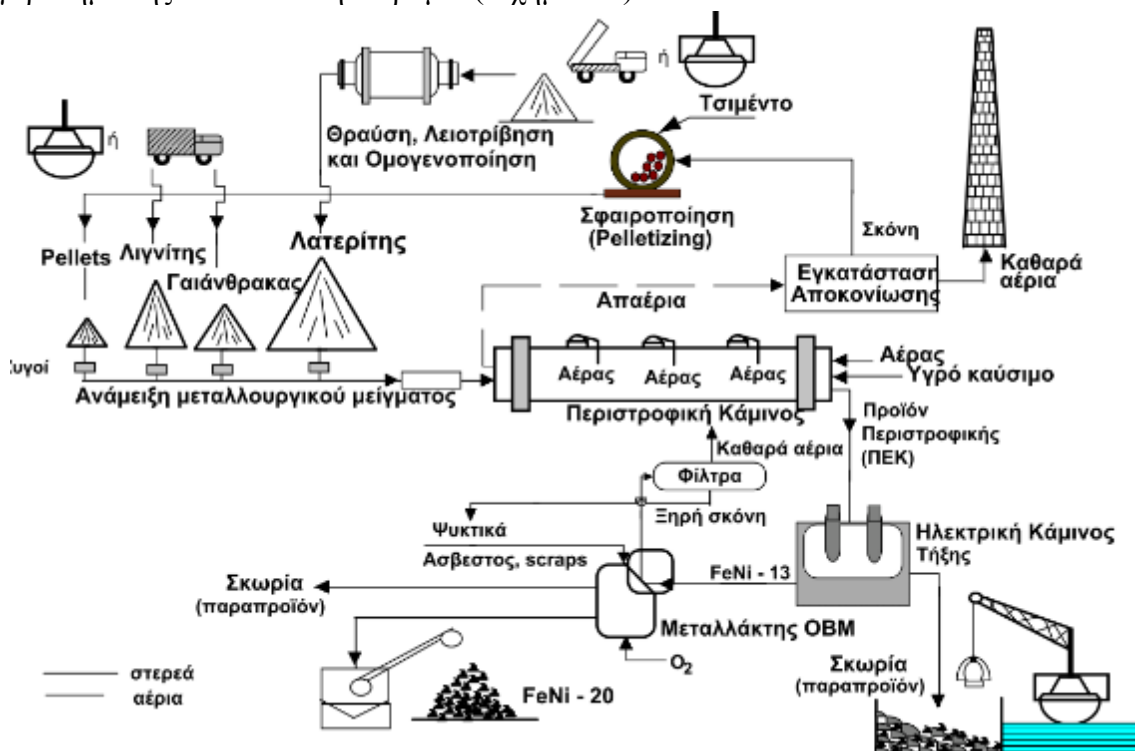 ή
Τσιμέντο
Θραύση, Λειοτρίβηση
και Ομογενοποίηση
ή
Σφαιροποίηση
(Pelletizing)
Σκόνη
Pellets
Λιγνίτης
Γαιάνθρακας
Λατερίτης
Εγκατάσταση
Αποκονίωσης
Καθαρά
αέρια
Απαέρια
Αέρας
Αέρας
Αέρας
Αέρας
Υγρό καύσιμο
Ανάμειξη μεταλλουργικού μείγματος
Περιστροφική Κάμινος
Προϊόν
Περιστροφικής
(ΠΕΚ)
Καθαρά αέρια
Φίλτρα
Ξηρή σκόνη
Ψυκτικά
Ασβεστος, scraps
Ηλεκτρική Κάμινος
Τήξης
FeNi - 13
Σκωρία
(παραπροϊόν)
Μεταλλάκτης OBM
O2
Σκωρία
(παραπροϊόν)
στερεά
αέρια
FeNi - 20